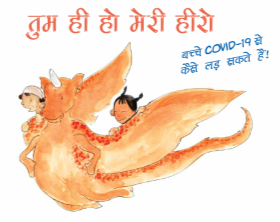 तुम ही हो मेरी हीरो
बच्चे COVID-19 से
कैसे लड़ सकते हैं!